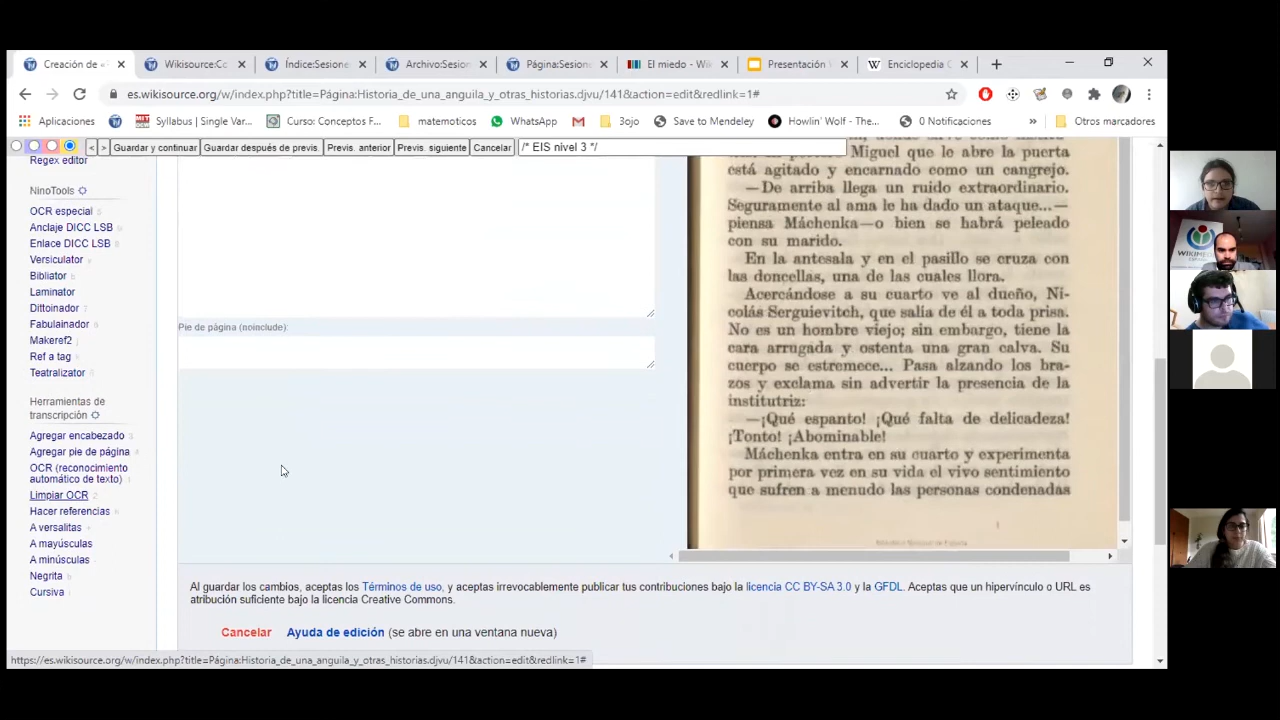 Creación de «
Wikisource:Co
Índice:Sesione
Archivo:Sesion
Página:Sesion
El miedo - Wik
Presentación
Enciclopedia
es.wikisource.org/w/index.php?title=Página:Historia_de_una_anguila_y_otras_historias.djvu/141&action=edit&redlink=1#
Aplicaciones
Syllabus | Single Var...
Curso: Conceptos F...
matemoticos
WhatsApp
3ojo
Save to Mendeley
Howlin' Wolf - The...
0 Notificaciones
»
Otros marcadores
< > Guardar y continuar Guardar después de previs. Previs. anterior Previs. siguiente Cancelar /* EIS nivel 3 */
Regex editor
NinoTools
OCR especial 5
Anclaje DICC LSB
Enlace DICC LSB
Versiculator
Bibliator
Laminator
Dittoinador
Fabulainador
Makeref2
Ref a tag
Teatralizator
Herramientas de
transcripción
Agregar encabezado 3
Agregar pie de página 4
OCR (reconocimiento
automático de texto) 1
Limpiar OCR 2
Hacer referencias
A versalitas
A mayúsculas
A minúsculas
Negrita
Cursiva
Pie de página (noinclude):
Miguel que le abre la puerta
está agitado y encarnado como un cangrejo.
—De arriba llega un ruido extraordinario.
Seguramente al ama le ha dado un ataque...—
piensa Máchenka—o bien se habrá peleado
con su marido.
En la antesala y en el pasillo se cruza con
las doncellas, una de las cuales llora.
Acercándose a su cuarto ve al dueño, Ni-
colás Serguievitch, que salía de él a toda prisa.
No es un hombre viejo; sin embargo, tiene la
cara arrugada y ostenta una gran calva. Su
cuerpo se estremece... Pasa alzando los bra-
zos y exclama sin advertir la presencia de la
institutriz:
—¡Qué espanto! ¡Qué falta de delicadeza!
¡Tonto! ¡Abominable!
Máchenka entra en su cuarto y experimenta
por primera vez en su vida el vivo sentimiento
que sufren a menudo las personas condenadas
Al guardar los cambios, aceptas los Términos de uso, y aceptas irrevocablemente publicar tus contribuciones bajo la licencia CC BY-SA 3.0 y la GFDL. Aceptas que un hipervínculo o URL es
atribución suficiente bajo la licencia Creative Commons.
Cancelar Ayuda de edición (se abre en una ventana nueva)
https://es.wikisource.org/w/index.php?title=Página:Historia_de_una_anguila_y_otras_historias.djvu/141&action=edit&redlink=1#
WIKIMEDIA